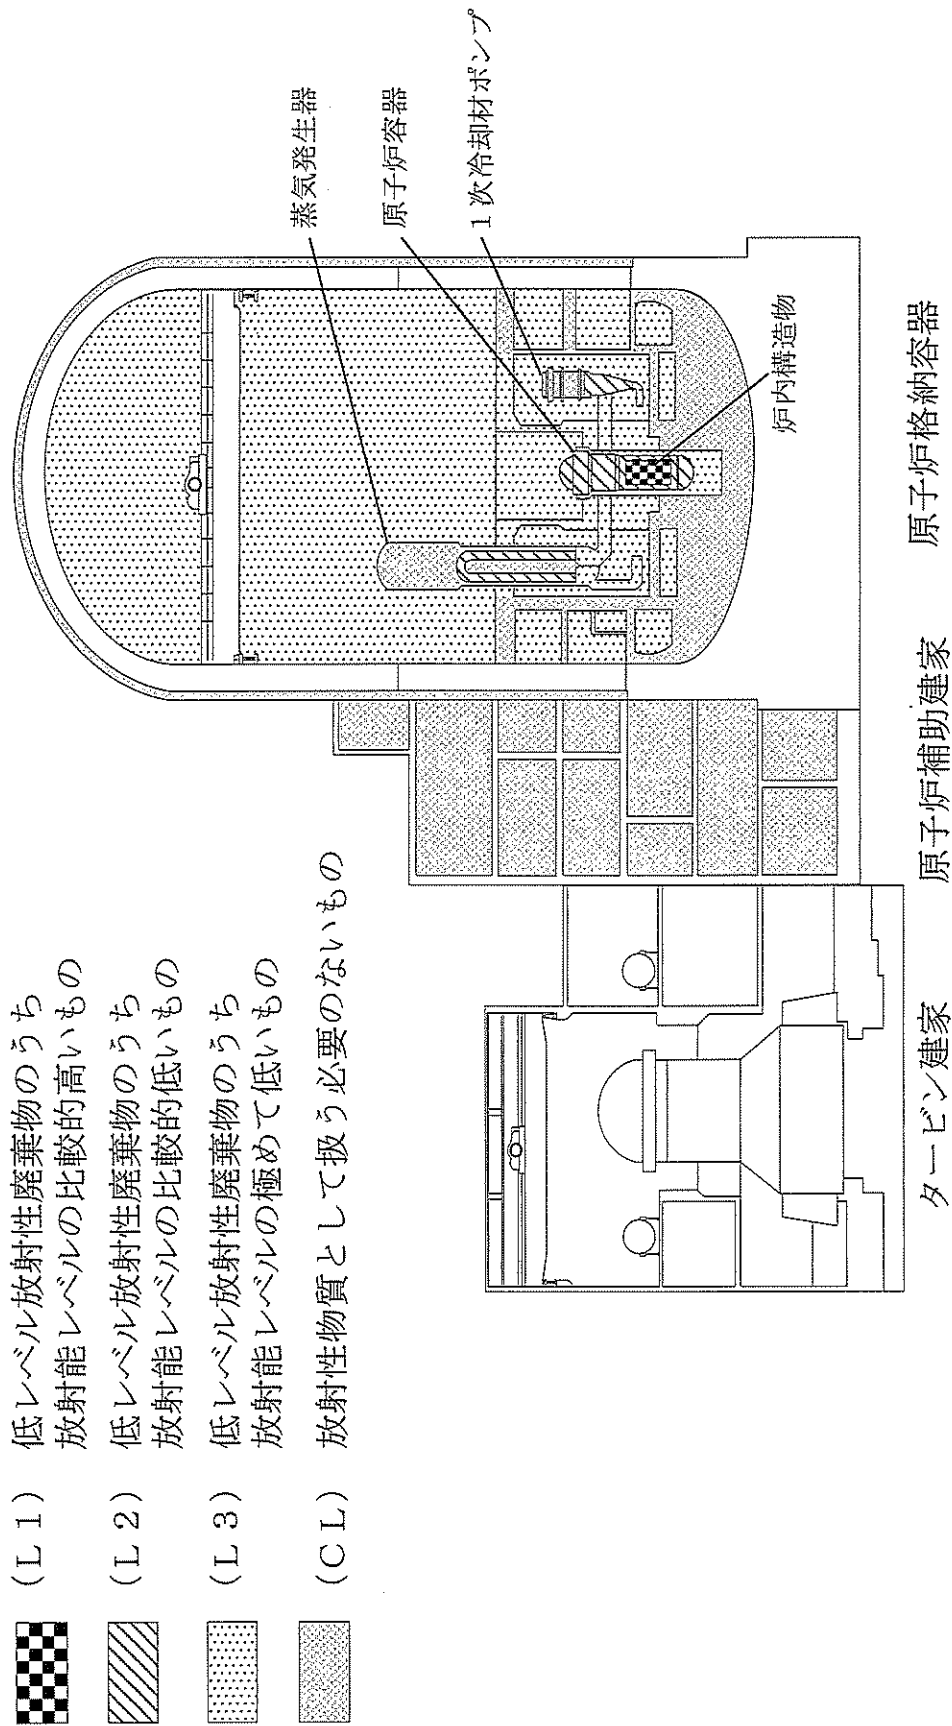 (L1) 低レベル放射性廃棄物のうち
放射能レベルの比較的高いもの
(L2) 低レベル放射性廃棄物のうち
放射能レベルの比較的低いもの
(L3) 低レベル放射性廃棄物のうち
放射能レベルの極めて低いもの
(CL) 放射性物質として扱う必要のないもの
蒸気発生器
原子炉容器
1次冷却材ポンプ
炉内構造物
タービン建家
原子炉補助建家
原子炉格納容器